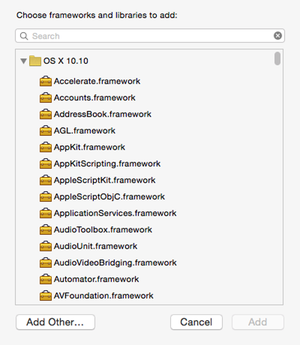 Choose frameworks and libraries to add:
Search
OS X 10.10
Accelerate.framework
Accounts.framework
AddressBook.framework
AGL.framework
AppKit.framework
AppKitScripting.framework
AppleScriptKit.framework
AppleScriptObjC.framework
ApplicationServices.framework
AudioToolbox.framework
AudioUnit.framework
AudioVideoBridging.framework
Automator.framework
AVFoundation.framework
Add Other... Cancel Add